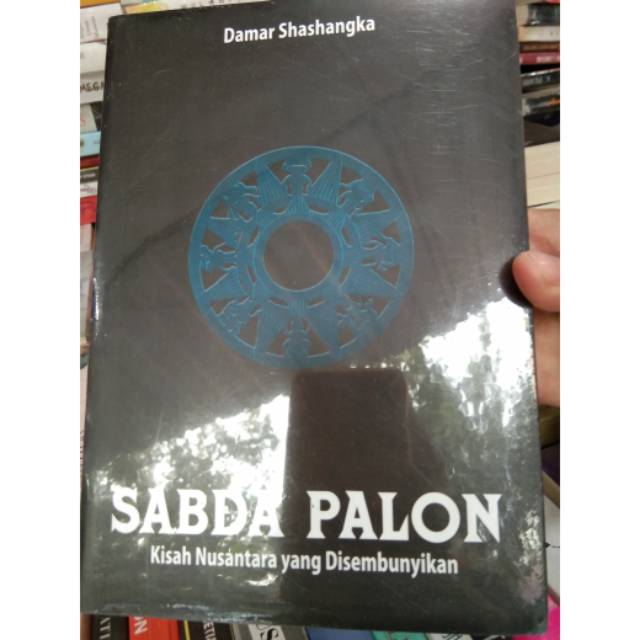 Damar Shashangka
SABDA PALON
Kisah Nusantara yang Disembunyikan